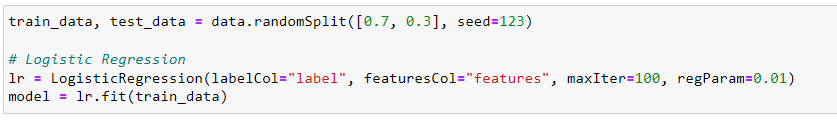 train_data, test_data = data.randomSplit([0.7, 0.3], seed=123)
# Logistic Regression
lr = LogisticRegression(labelCol="label", featuresCol="features", maxIter=100, regParam=0.01)
model = lr.fit(train_data)